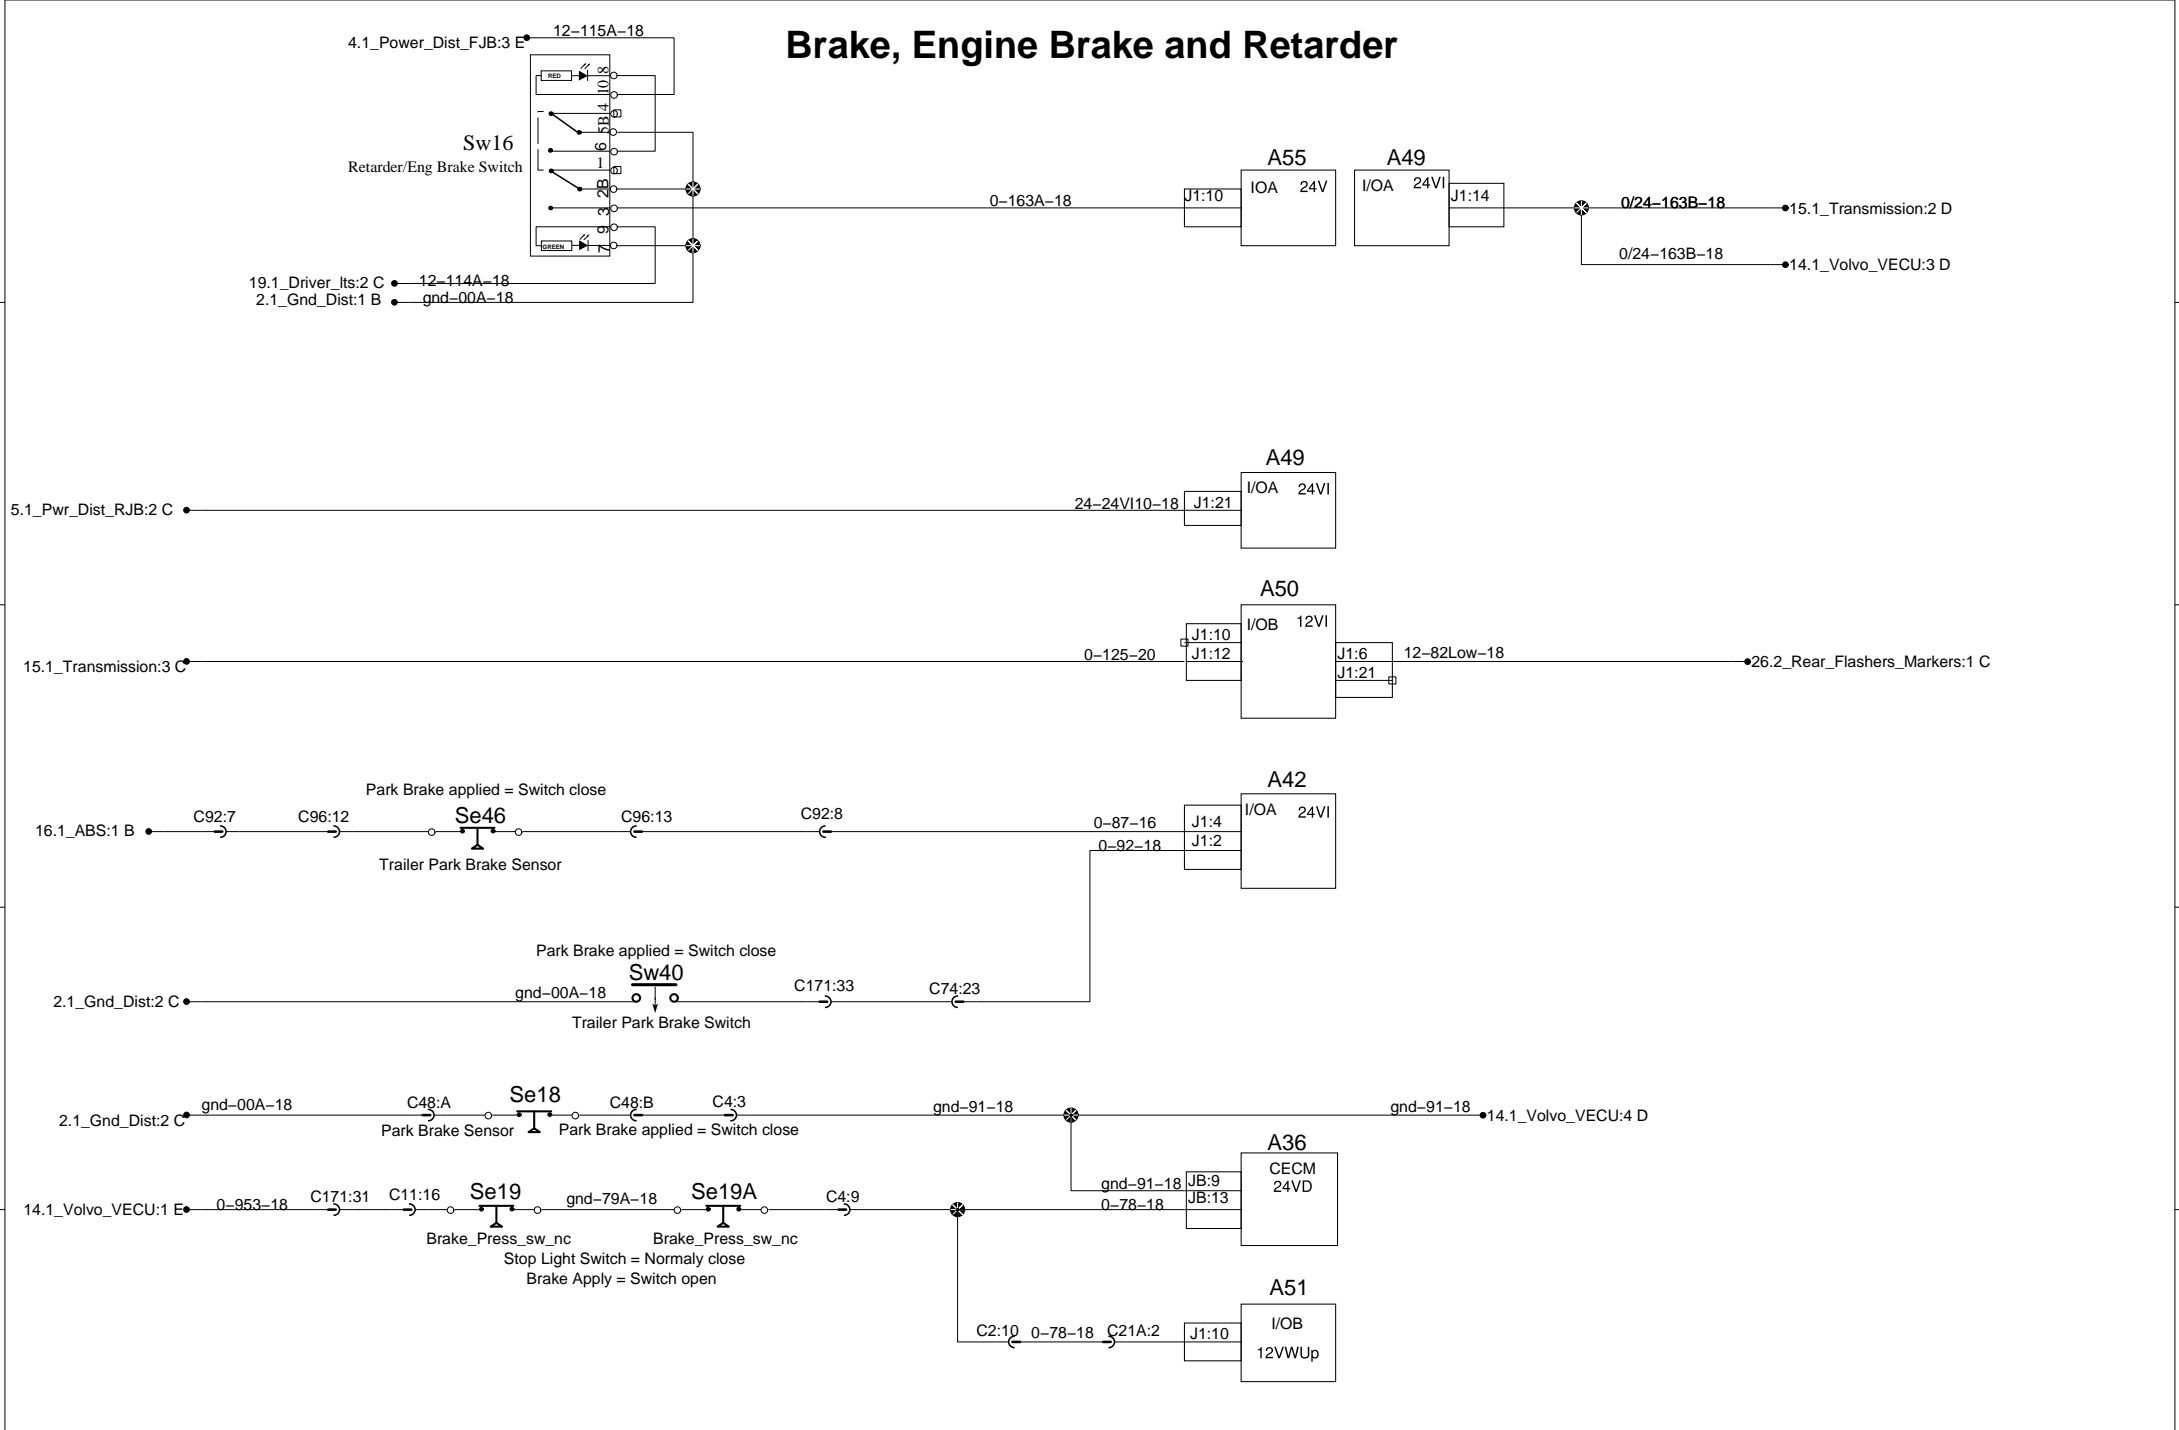 Brake, Engine Brake and Retarder
4.1_Power_Dist_FJB:3 E
12–115A–18
RED
8
10
4
5B
6
1
2B
3
9
7
GREEN
Sw16
Retarder/Eng Brake Switch
19.1_Driver_lts:2 C
12–114A–18
2.1_Gnd_Dist:1 B
gnd–00A–18
0–163A–18
A55
J1:10
IOA
24V
A49
I/OA
24VI
J1:14
0/24–163B–18
15.1_Transmission:2 D
0/24–163B–18
14.1_Volvo_VECU:3 D
A49
5.1_Pwr_Dist_RJB:2 C
24–24VI10–18
J1:21
I/OA
24VI
A50
15.1_Transmission:3 C
0–125–20
J1:10
J1:12
I/OB
12VI
J1:6
J1:21
12–82Low–18
26.2_Rear_Flashers_Markers:1 C
A42
Park Brake applied = Switch close
16.1_ABS:1 B
C92:7
C96:12
Se46
C96:13
C92:8
0–87–16
J1:4
I/OA
24VI
0–92–18
J1:2
Trailer Park Brake Sensor
Park Brake applied = Switch close
Sw40
2.1_Gnd_Dist:2 C
gnd–00A–18
C171:33
C74:23
Trailer Park Brake Switch
2.1_Gnd_Dist:2 C
gnd–00A–18
C48:A
Se18
C48:B
C4:3
gnd–91–18
gnd–91–18
14.1_Volvo_VECU:4 D
Park Brake Sensor
Park Brake applied = Switch close
A36
CECM
24VD
gnd–91–18
JB:9
0–78–18
JB:13
14.1_Volvo_VECU:1 E
0–953–18
C171:31
C11:16
Se19
gnd–79A–18
Se19A
C4:9
Brake_Press_sw_nc
Brake_Press_sw_nc
Stop Light Switch = Normaly close
Brake Apply = Switch open
A51
C2:10
0–78–18
C21A:2
J1:10
I/OB
12VWUp